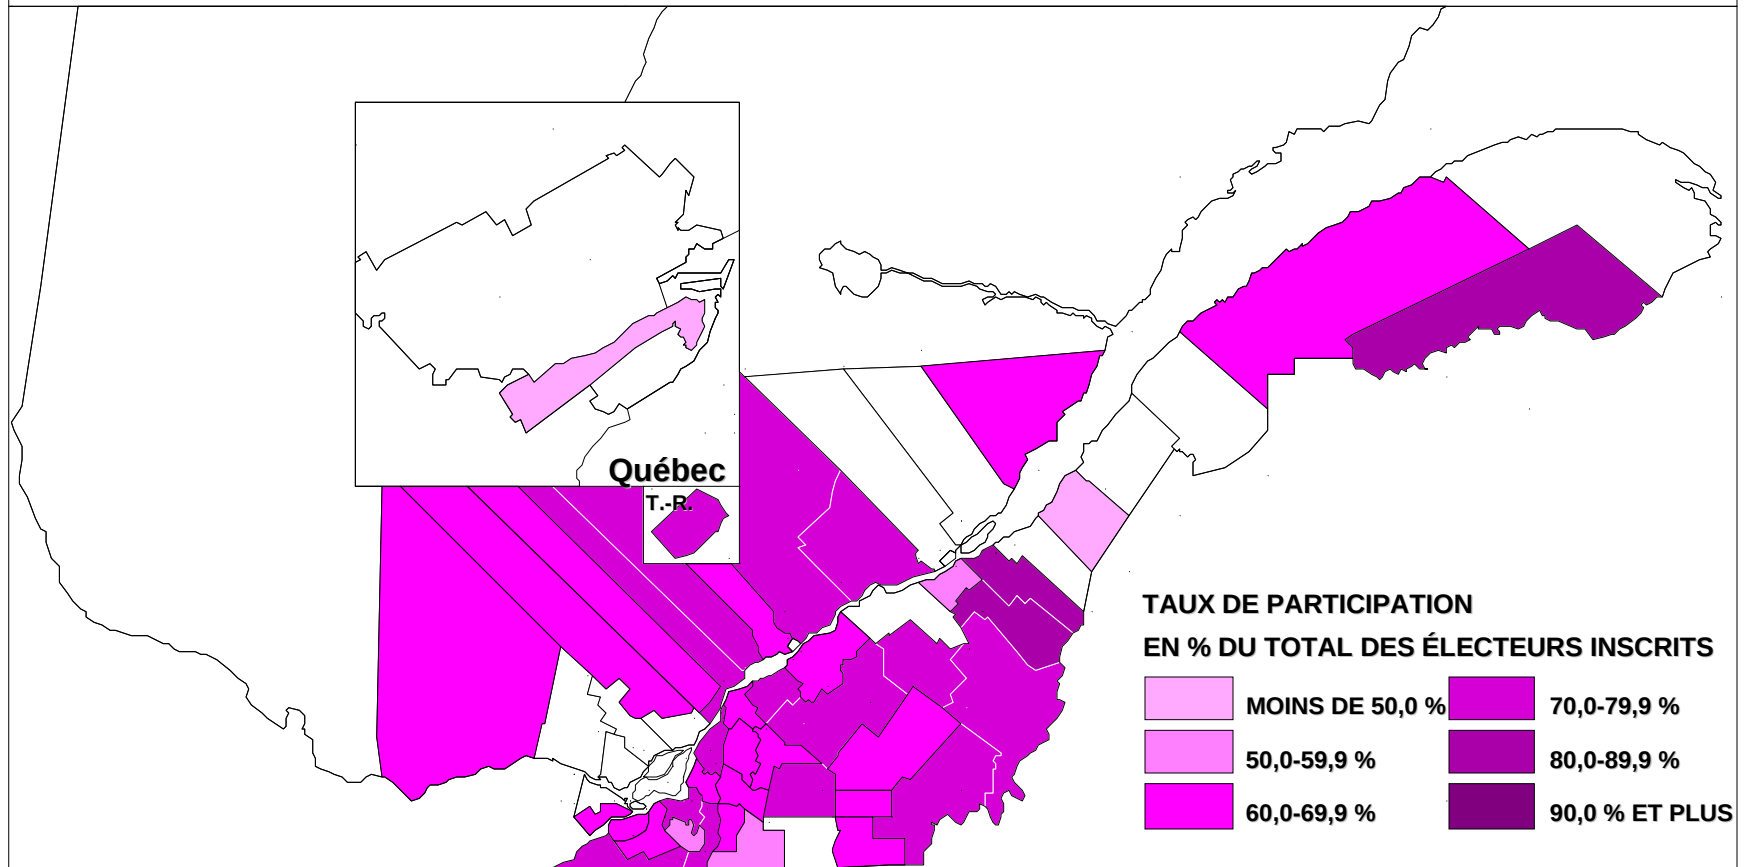 Québec
T.-R.
TAUX DE PARTICIPATION
EN % DU TOTAL DES ÉLECTEURS INSCRITS
MOINS DE 50,0 %
70,0-79,9 %
50,0-59,9 %
80,0-89,9 %
60,0-69,9 %
90,0 % ET PLUS